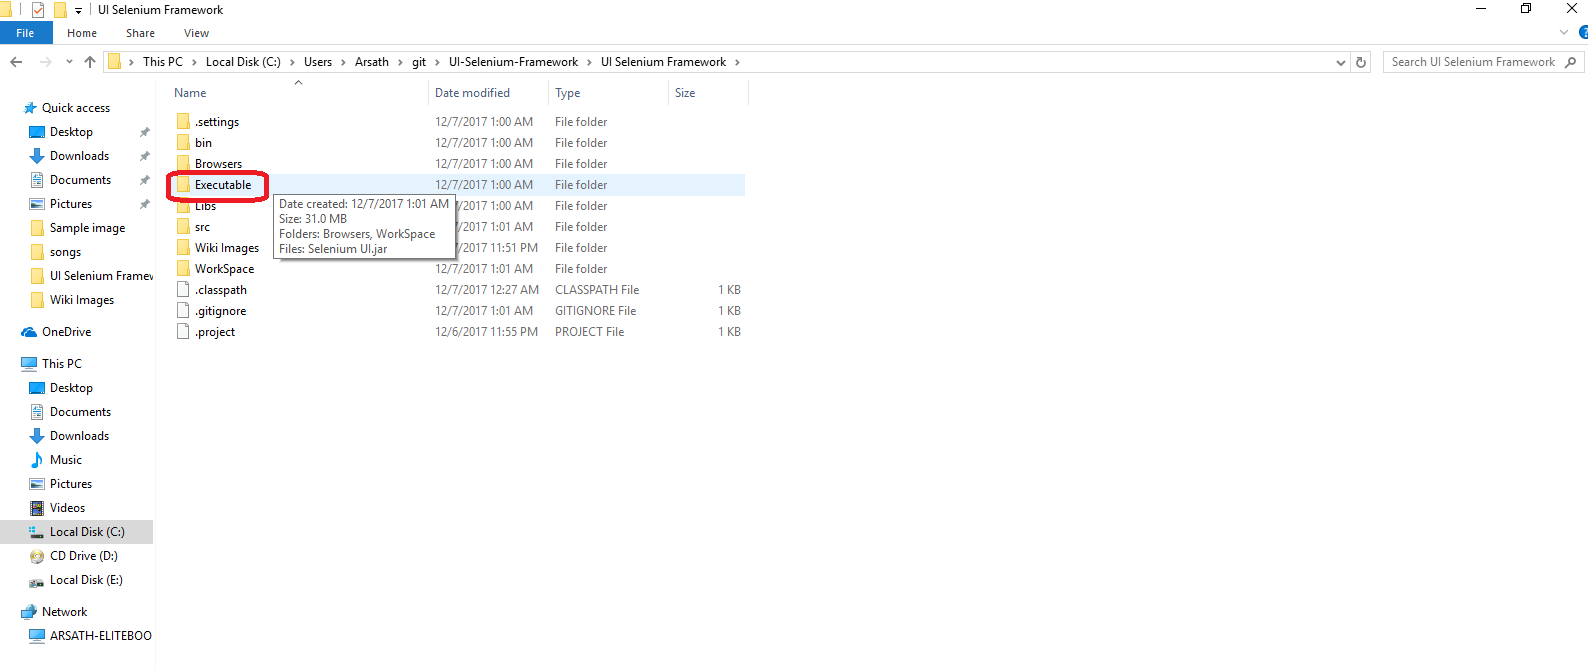 UI Selenium Framework
File Home Share View
This PC Local Disk (C:) Users Arsath git UI-Selenium-Framework UI Selenium Framework
Search UI Selenium Framework
Name Date modified Type Size
Quick access
Desktop
Downloads
Documents
Pictures
Sample image
songs
UI Selenium Framew
Wiki Images
OneDrive
This PC
Desktop
Documents
Downloads
Music
Pictures
Videos
Local Disk (C:)
CD Drive (D:)
Local Disk (E:)
Network
ARSATH-ELITEBOO
.settings 12/7/2017 1:00 AM File folder
bin 12/7/2017 1:00 AM File folder
Browsers 12/7/2017 1:00 AM File folder
Executable 12/7/2017 1:00 AM File folder
Libs 7/2017 1:00 AM File folder
src 7/2017 1:01 AM File folder
Wiki Images 7/2017 11:51 PM File folder
WorkSpace 12/7/2017 1:01 AM File folder
.classpath 12/7/2017 12:27 AM CLASSPATH File 1 KB
.gitignore 12/7/2017 1:01 AM GITIGNORE File 1 KB
.project 12/6/2017 11:55 PM PROJECT File 1 KB
Date created: 12/7/2017 1:01 AM
Size: 31.0 MB
Folders: Browsers, WorkSpace
Files: Selenium UI.jar